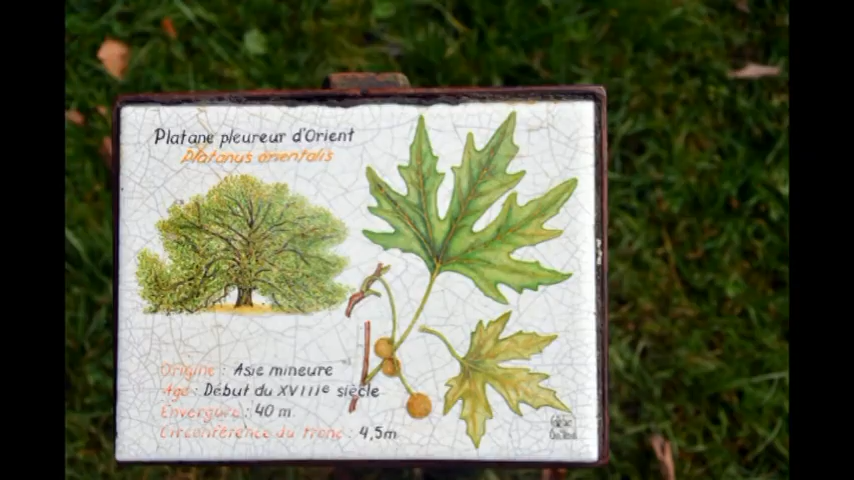 Platane pleureur d'Orient
Platanus orientalis
Origine : Asie mineure
Age : Début du XVIIIe siècle
Envergure : 40 m
Circonférence du tronc : 4,5m